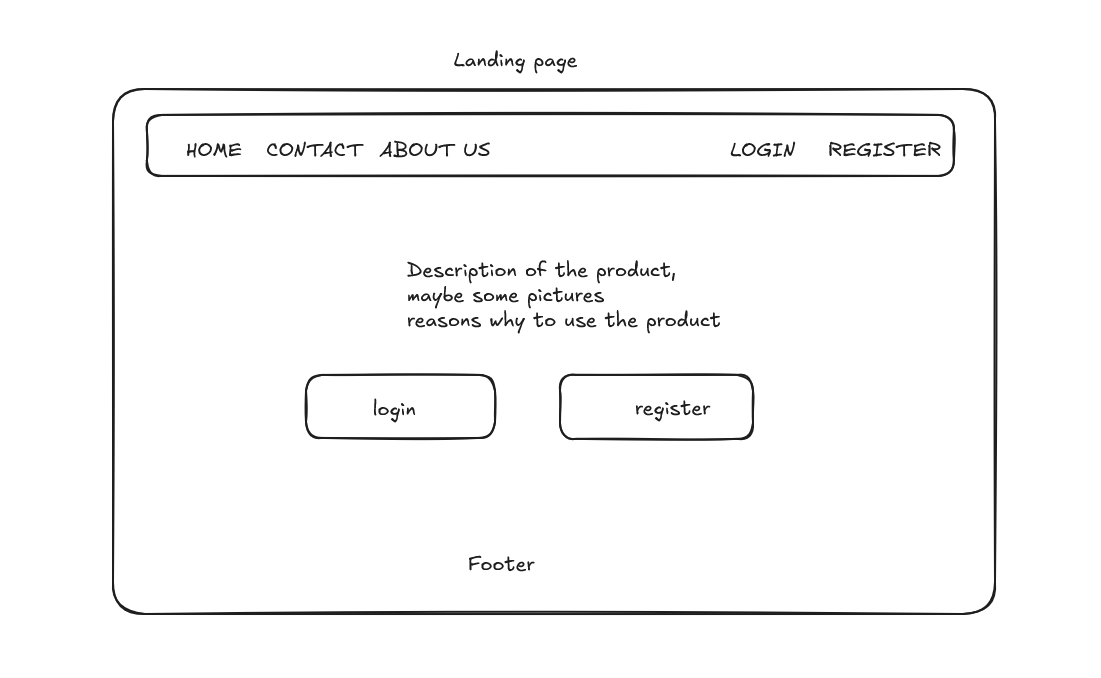 Landing page
HOME CONTACT ABOUT US LOGIN REGISTER
Description of the product,
maybe some pictures
reasons why to use the product
login register
Footer